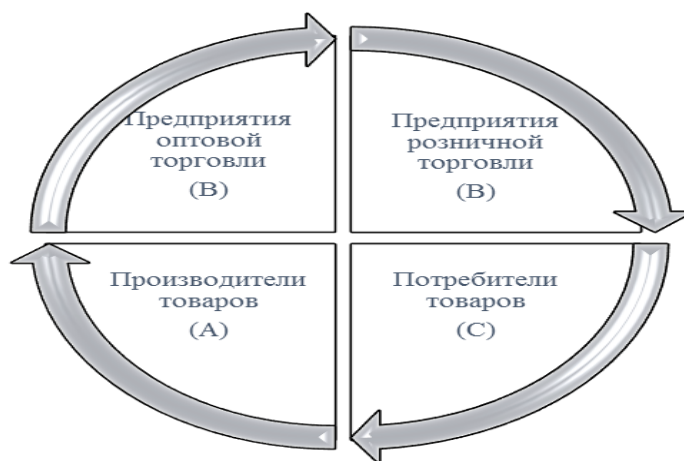 Предприятия
оптовой
торговли
(В)
Предприятия
розничной
торговли
(В)
Производители
товаров
(А)
Потребители
товаров
(С)